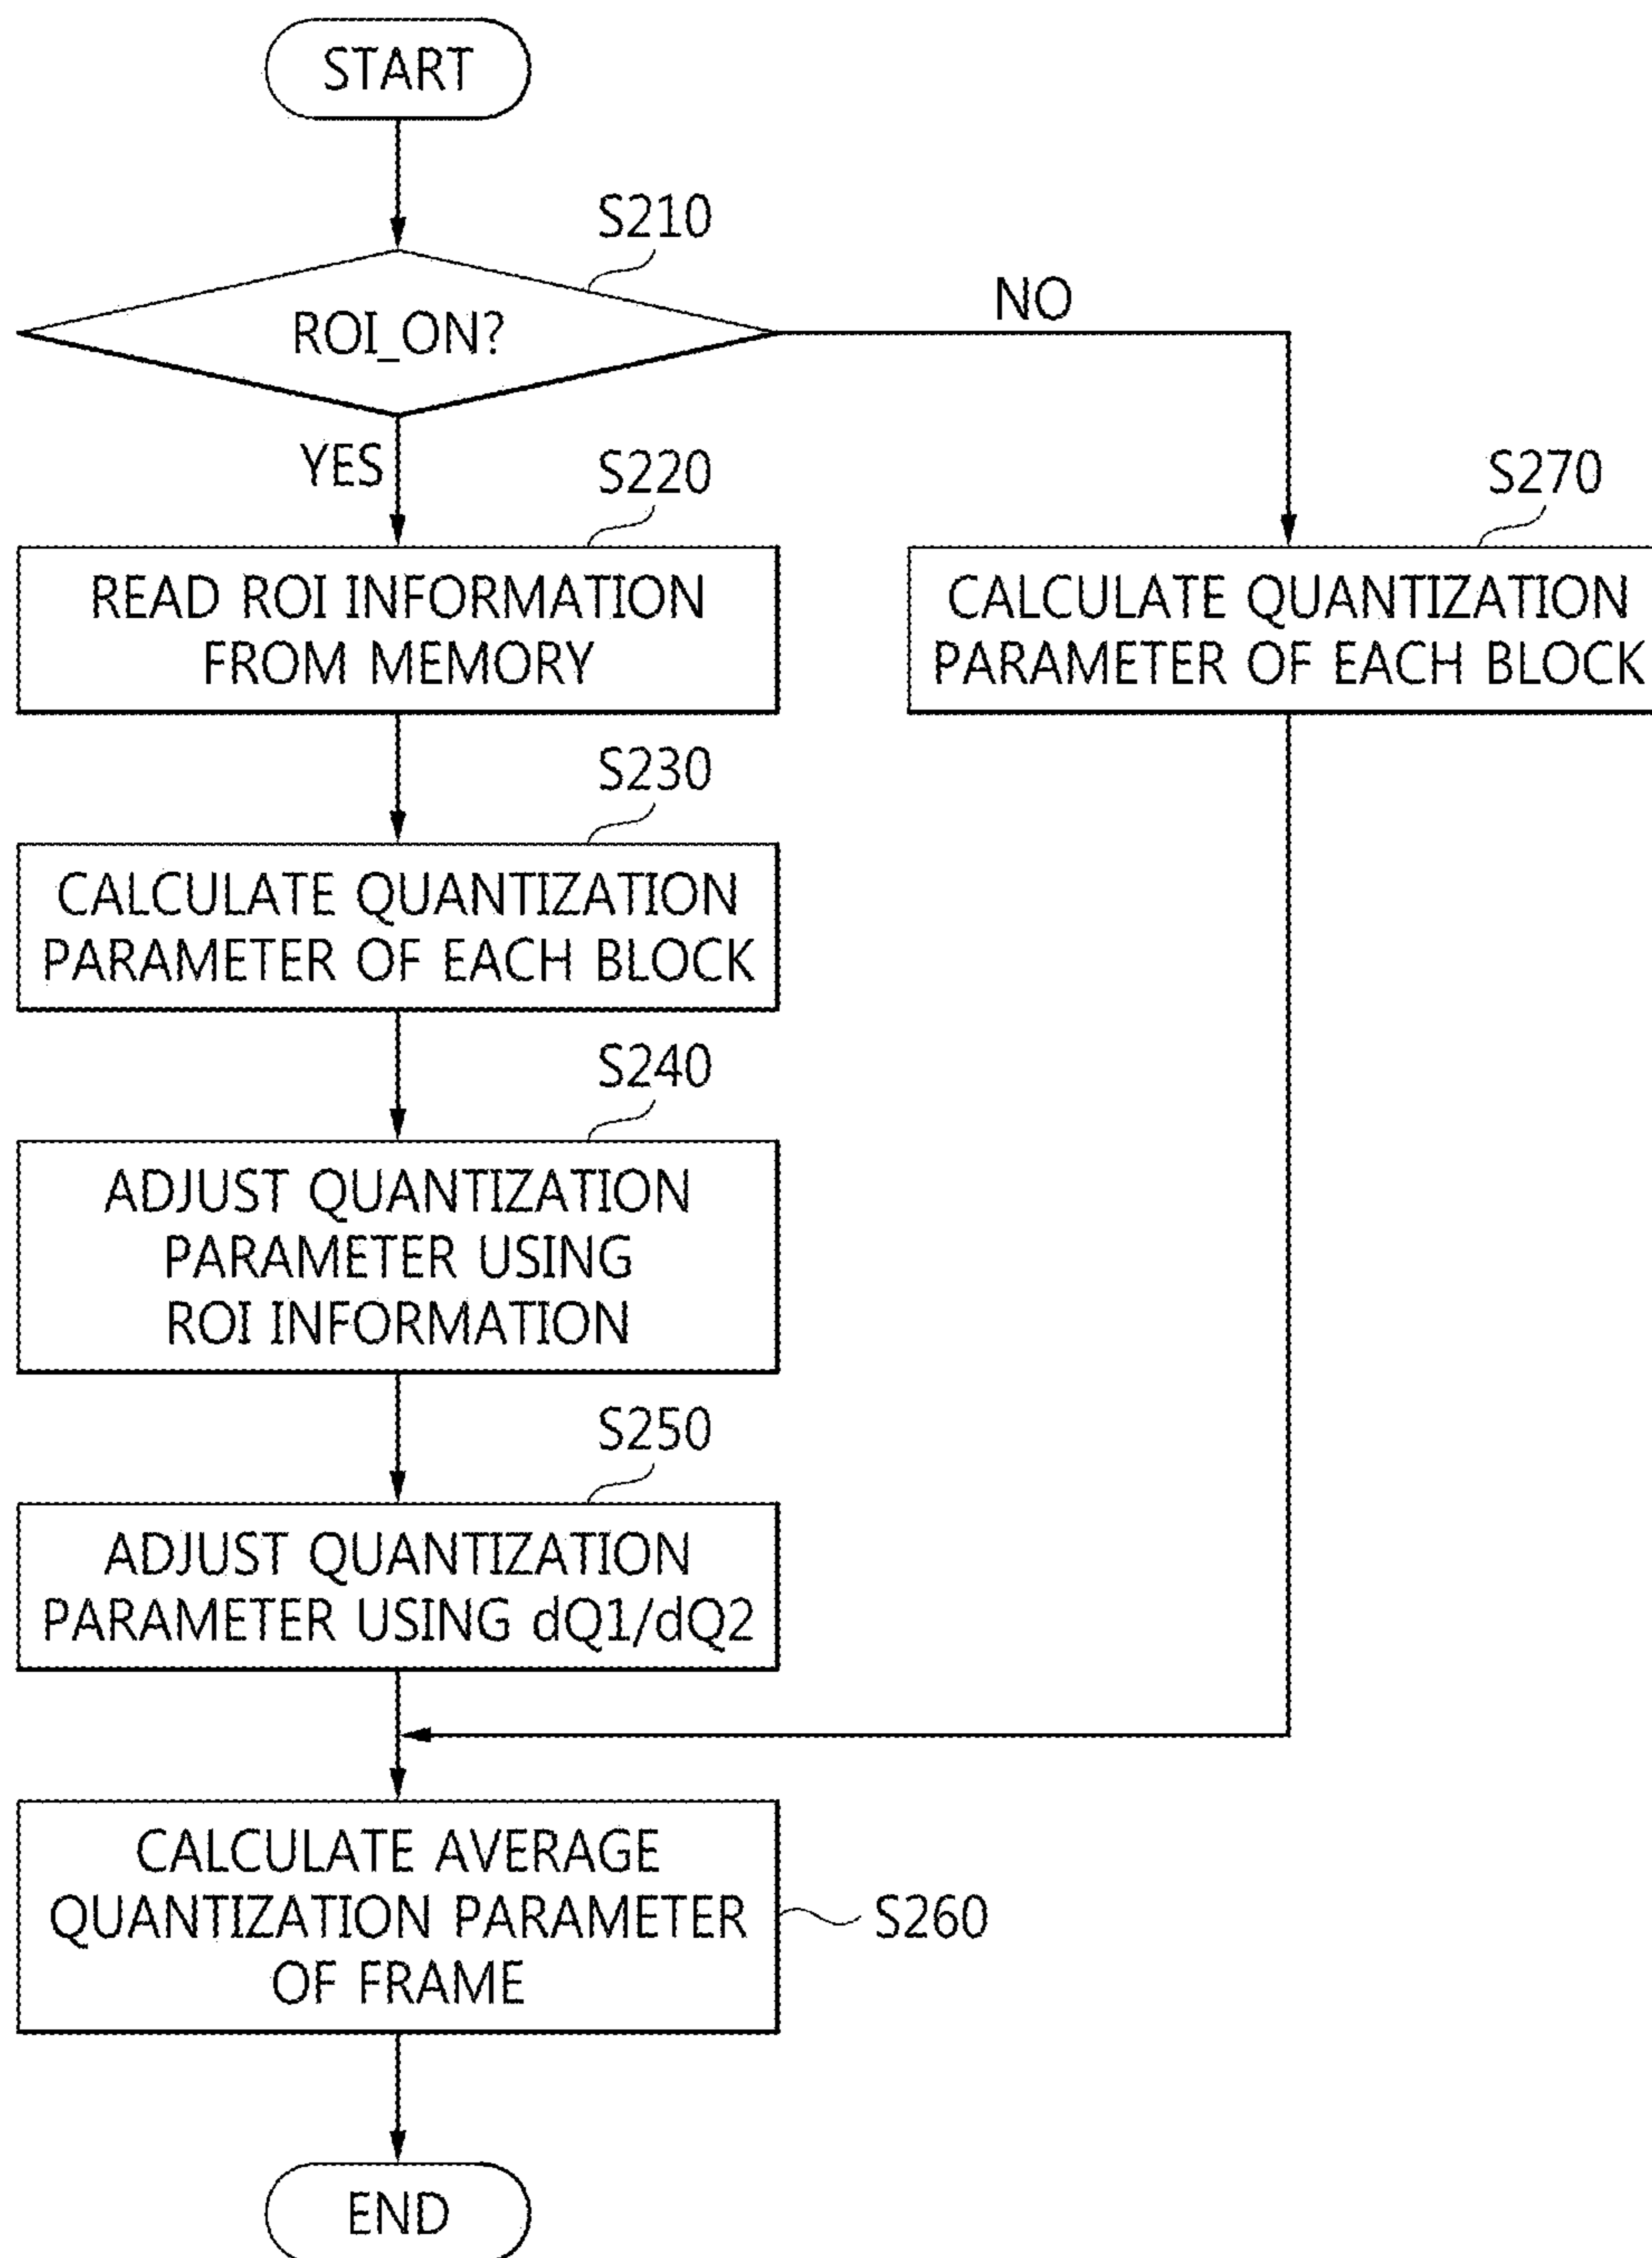 START
S210
ROI_ON?
NO
YES
S220
READ ROI INFORMATION
FROM MEMORY
S270
CALCULATE QUANTIZATION
PARAMETER OF EACH BLOCK
S230
CALCULATE QUANTIZATION
PARAMETER OF EACH BLOCK
S240
ADJUST QUANTIZATION
PARAMETER USING
ROI INFORMATION
S250
ADJUST QUANTIZATION
PARAMETER USING dQ1/dQ2
CALCULATE AVERAGE
QUANTIZATION PARAMETER
OF FRAME
S260
END